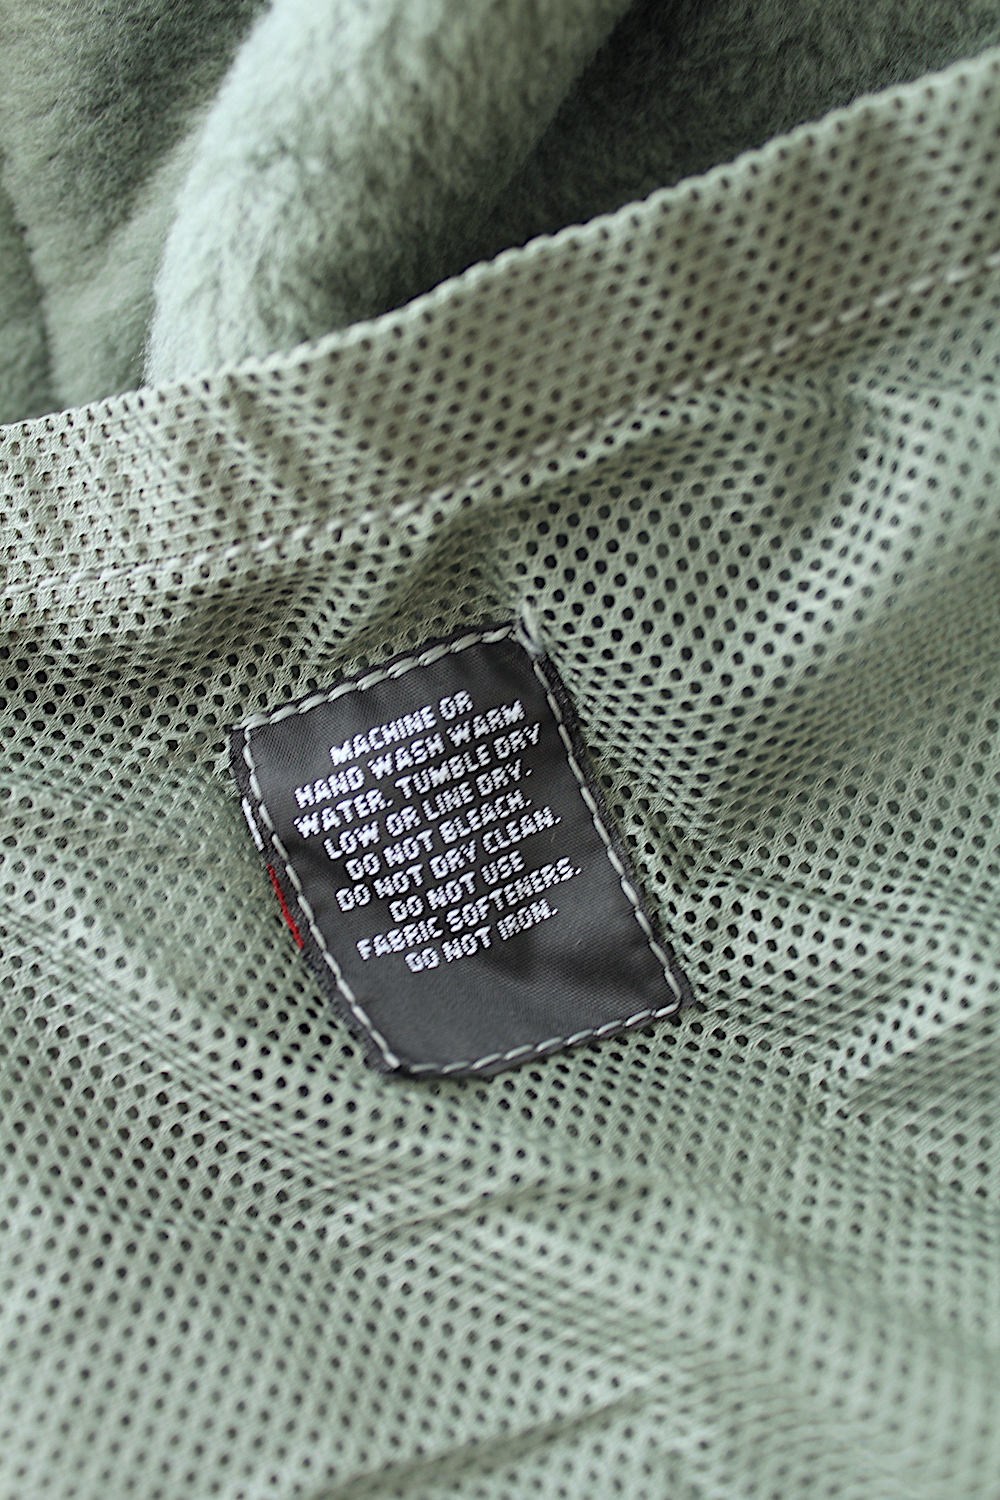 MACHINE OR
HAND WASH WARM
WATER. TUMBLE DRY
LOW OR LINE DRY.
DO NOT BLEACH.
DO NOT DRY CLEAN.
DO NOT USE
FABRIC SOFTENERS.
DO NOT IRON.